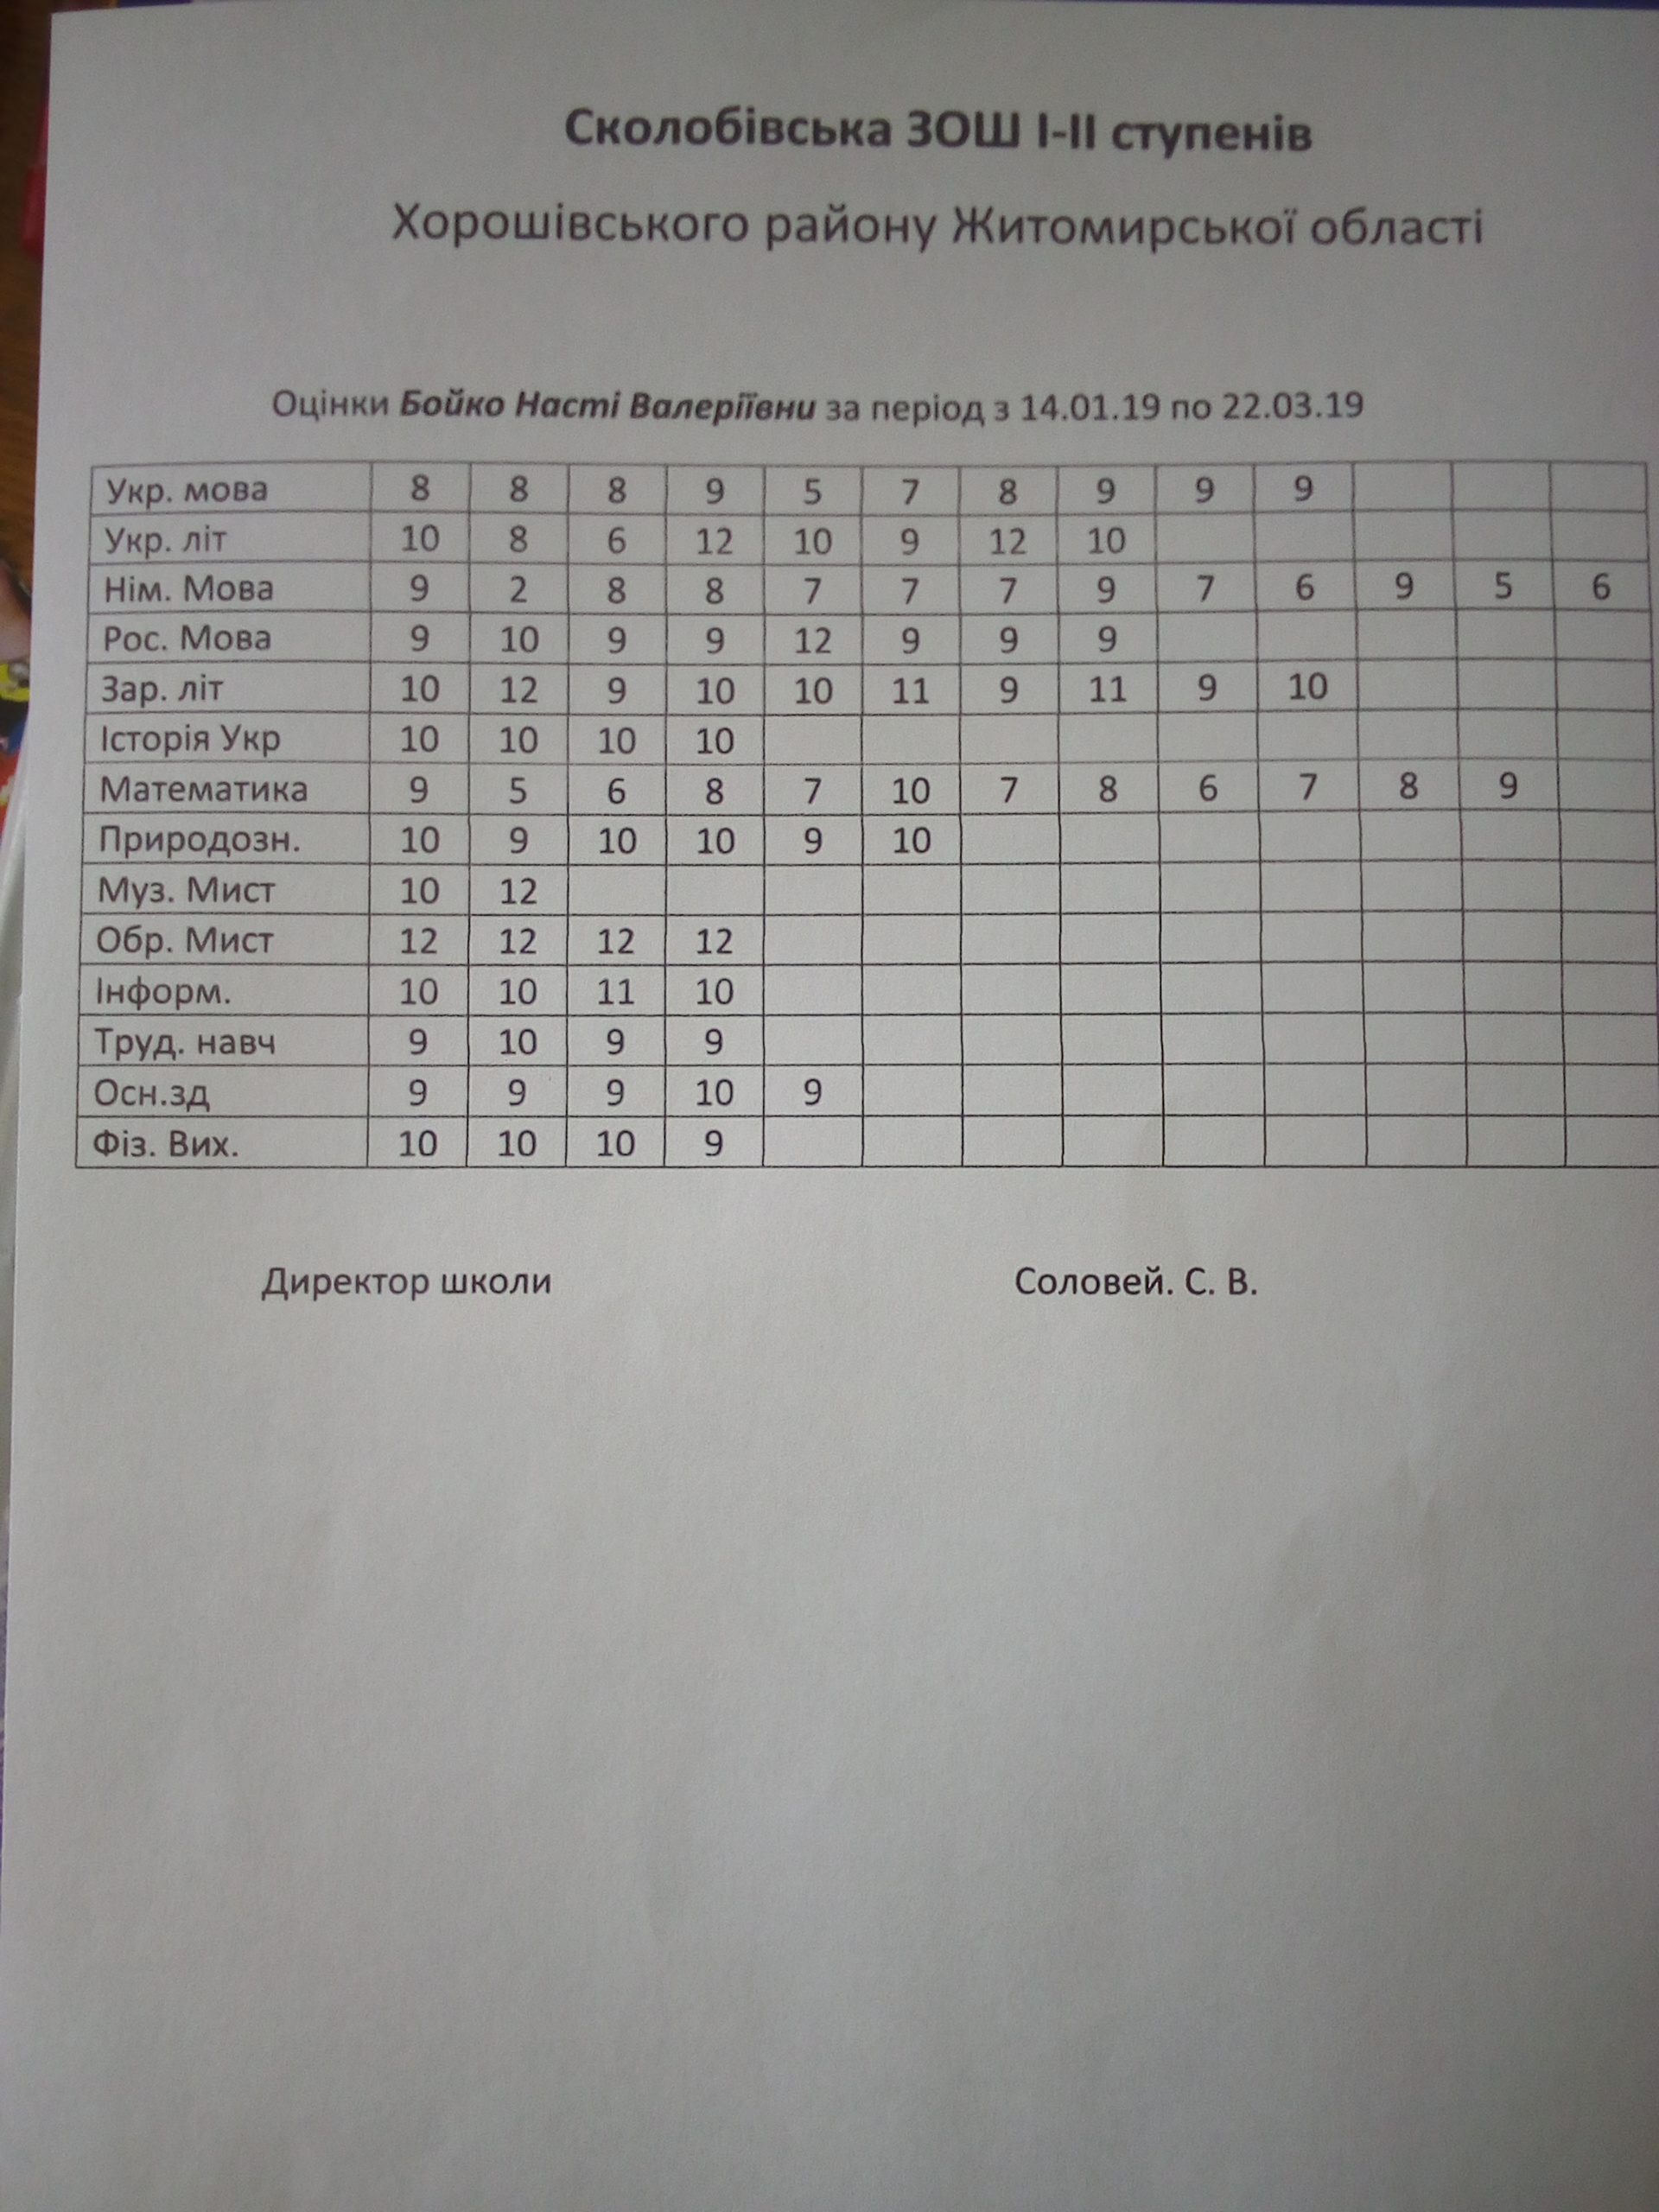 Сколобівська ЗОШ І-ІІ ступенів
Хорошівського району Житомирської області
Оцінки Бойко Насті Валеріївни за період з 14.01.19 по 22.03.19
Укр. мова 8 8 8 9 5 7 8 9 9 9
Укр. літ 10 8 6 12 10 9 12 10
Нім. Мова 9 2 8 8 7 7 7 9 7 6 9 5 6
Рос. Мова 9 10 9 9 12 9 9 9
Зар. літ 10 12 9 10 10 11 9 11 9 10
Історія Укр 10 10 10 10
Математика 9 5 6 8 7 10 7 8 6 7 8 9
Природозн. 10 9 10 10 9 10
Муз. Мист 10 12
Обр. Мист 12 12 12 12
Інформ. 10 10 11 10
Труд. навч 9 10 9 9
Осн.зд 9 9 9 10 9
Фіз. Вих. 10 10 10 9
Директор школи Соловей. С. В.